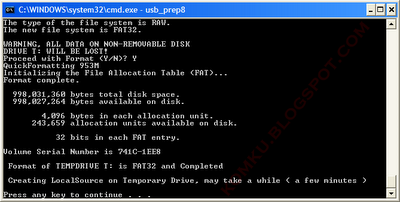 C:\WINDOWS\system32\cmd.exe - usb_prep8
The type of the file system is RAW.
The new file system is FAT32.
WARNING, ALL DATA ON NON-REMOVABLE DISK
DRIVE T: WILL BE LOST!
Proceed with Format (Y/N)? Y
QuickFormatting 953M
Initializing the File Allocation Table (FAT)...
Format complete.
998,031,360 bytes total disk space.
998,027,264 bytes available on disk.
4,096 bytes in each allocation unit.
243,659 allocation units available on disk.
32 bits in each FAT entry.
Volume Serial Number is 741C-1EE8
Format of TEMPDRIVE T: is FAT32 and Completed
Creating LocalSource on Temporary Drive, may take a while ( a few minutes )
Press any key to continue . . .